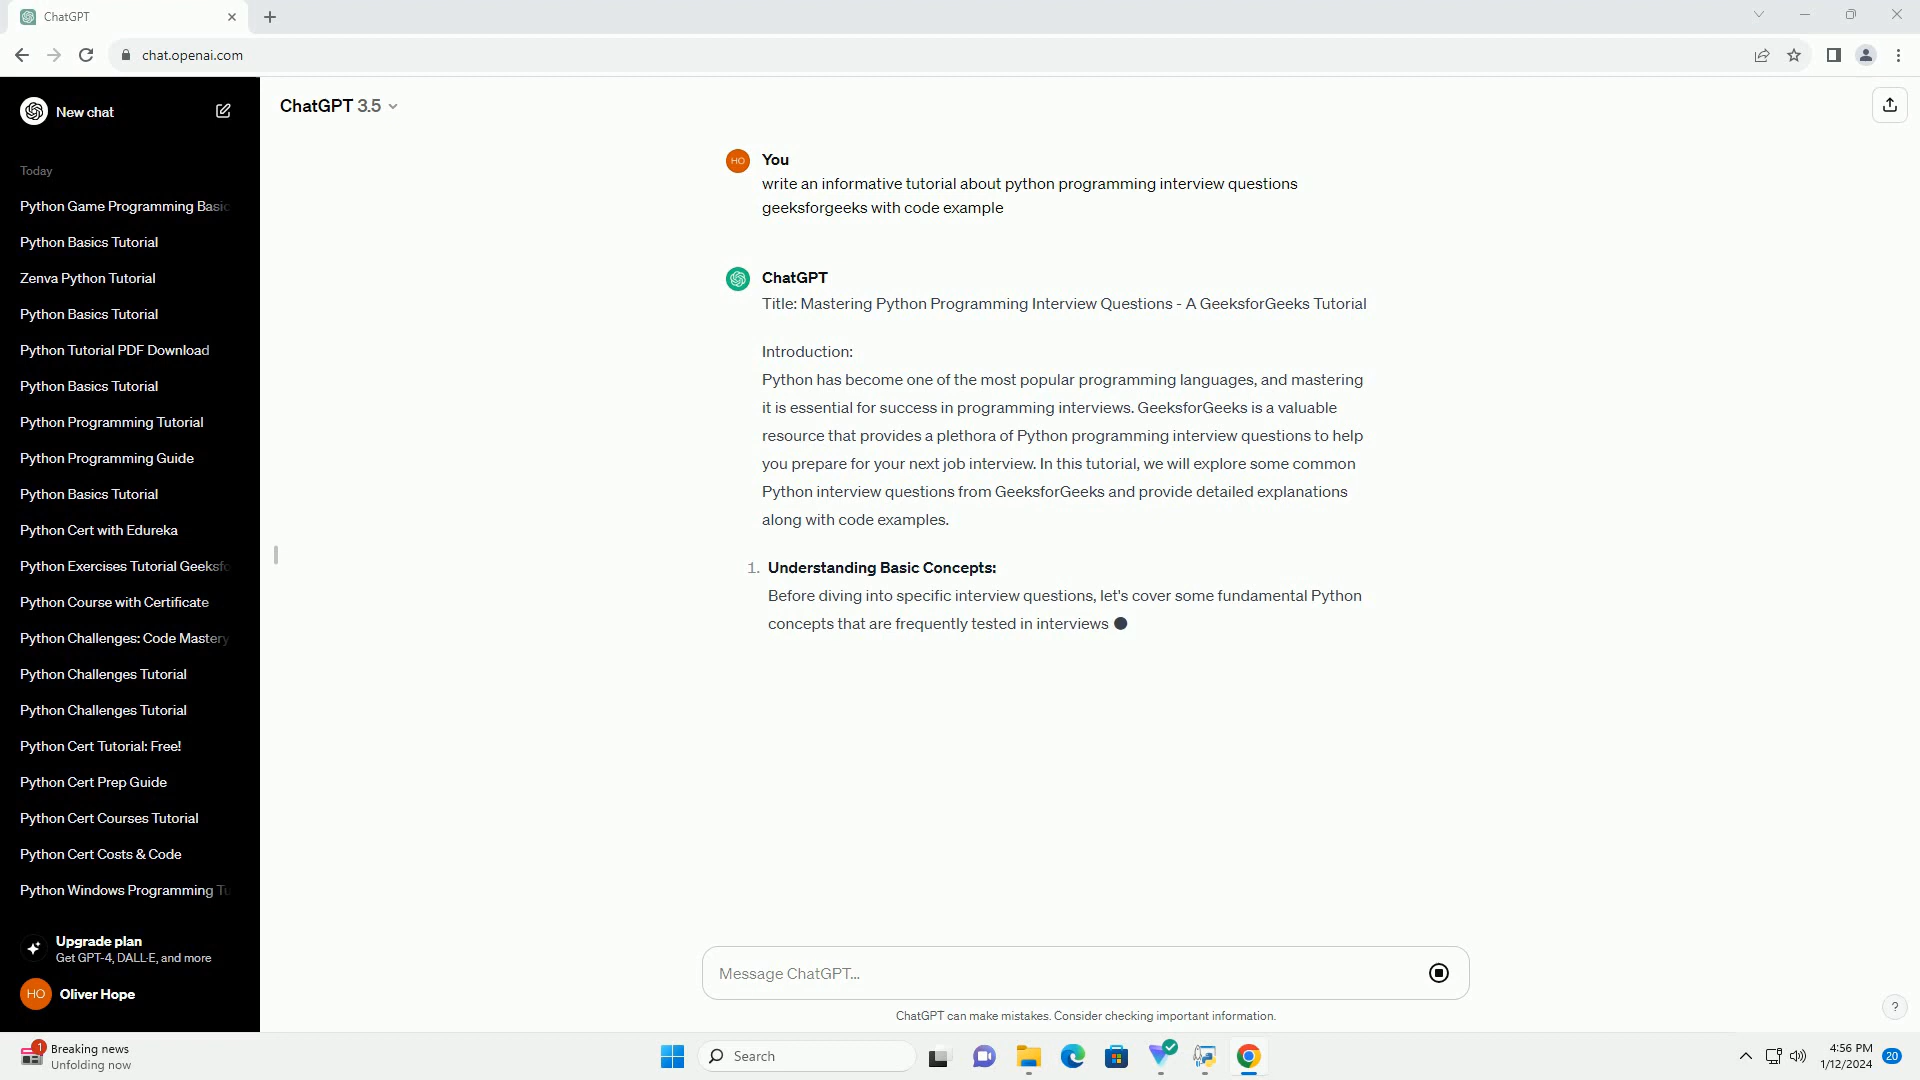 ChatGPT
chat.openai.com
New chat
Today
Python Game Programming Basic
Python Basics Tutorial
Zenva Python Tutorial
Python Basics Tutorial
Python Tutorial PDF Download
Python Basics Tutorial
Python Programming Tutorial
Python Programming Guide
Python Basics Tutorial
Python Cert with Edureka
Python Exercises Tutorial Geeksfo
Python Course with Certificate
Python Challenges: Code Mastery
Python Challenges Tutorial
Python Challenges Tutorial
Python Cert Tutorial: Free!
Python Cert Prep Guide
Python Cert Courses Tutorial
Python Cert Costs & Code
Python Windows Programming Tu
Upgrade plan
Get GPT-4, DALL·E, and more
HO Oliver Hope
ChatGPT 3.5
HO You
write an informative tutorial about python programming interview questions
geeksforgeeks with code example
ChatGPT
Title: Mastering Python Programming Interview Questions - A GeeksforGeeks Tutorial
Introduction:
Python has become one of the most popular programming languages, and mastering
it is essential for success in programming interviews. GeeksforGeeks is a valuable
resource that provides a plethora of Python programming interview questions to help
you prepare for your next job interview. In this tutorial, we will explore some common
Python interview questions from GeeksforGeeks and provide detailed explanations
along with code examples.
1. Understanding Basic Concepts:
Before diving into specific interview questions, let's cover some fundamental Python
concepts that are frequently tested in interviews
Message ChatGPT...
ChatGPT can make mistakes. Consider checking important information.
?
1
Breaking news
Unfolding now
Search
4:56 PM
1/12/2024
20